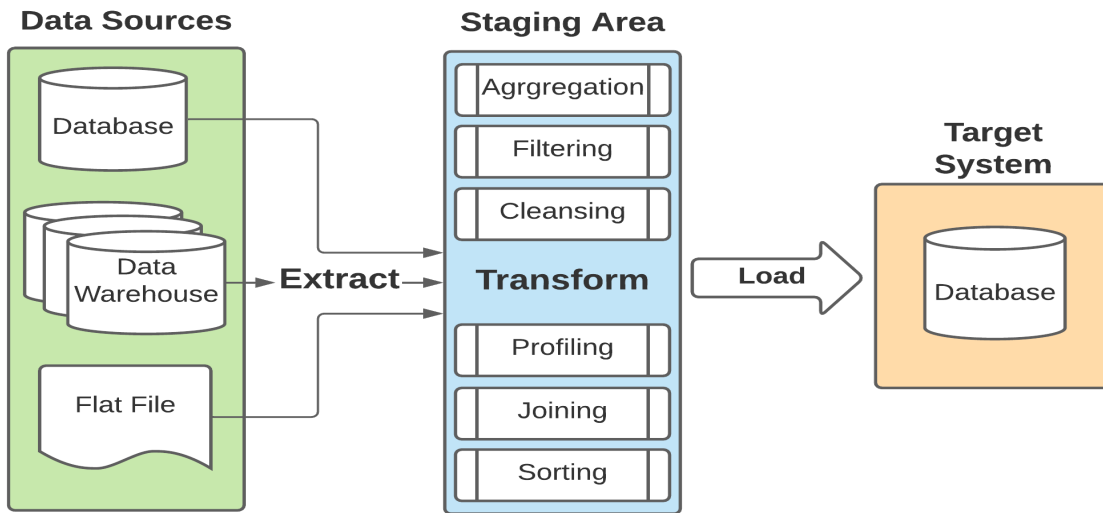 Data Sources
Database
Data
Warehouse
Flat File
Extract
Staging Area
Agrgregation
Filtering
Cleansing
Transform
Profiling
Joining
Sorting
Load
Target
System
Database